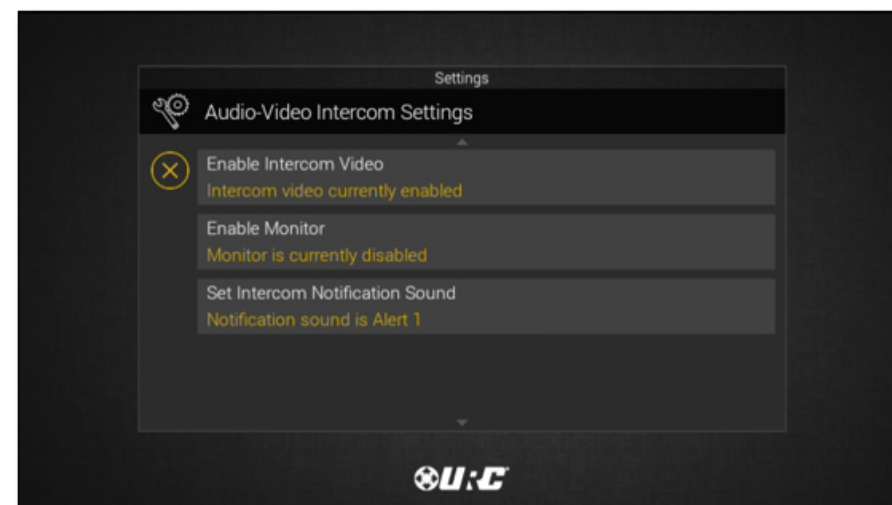 Settings
Audio-Video Intercom Settings
Enable Intercom Video
Intercom video currently enabled
Enable Monitor
Monitor is currently disabled
Set Intercom Notification Sound
Notification sound is Alert 1
URC